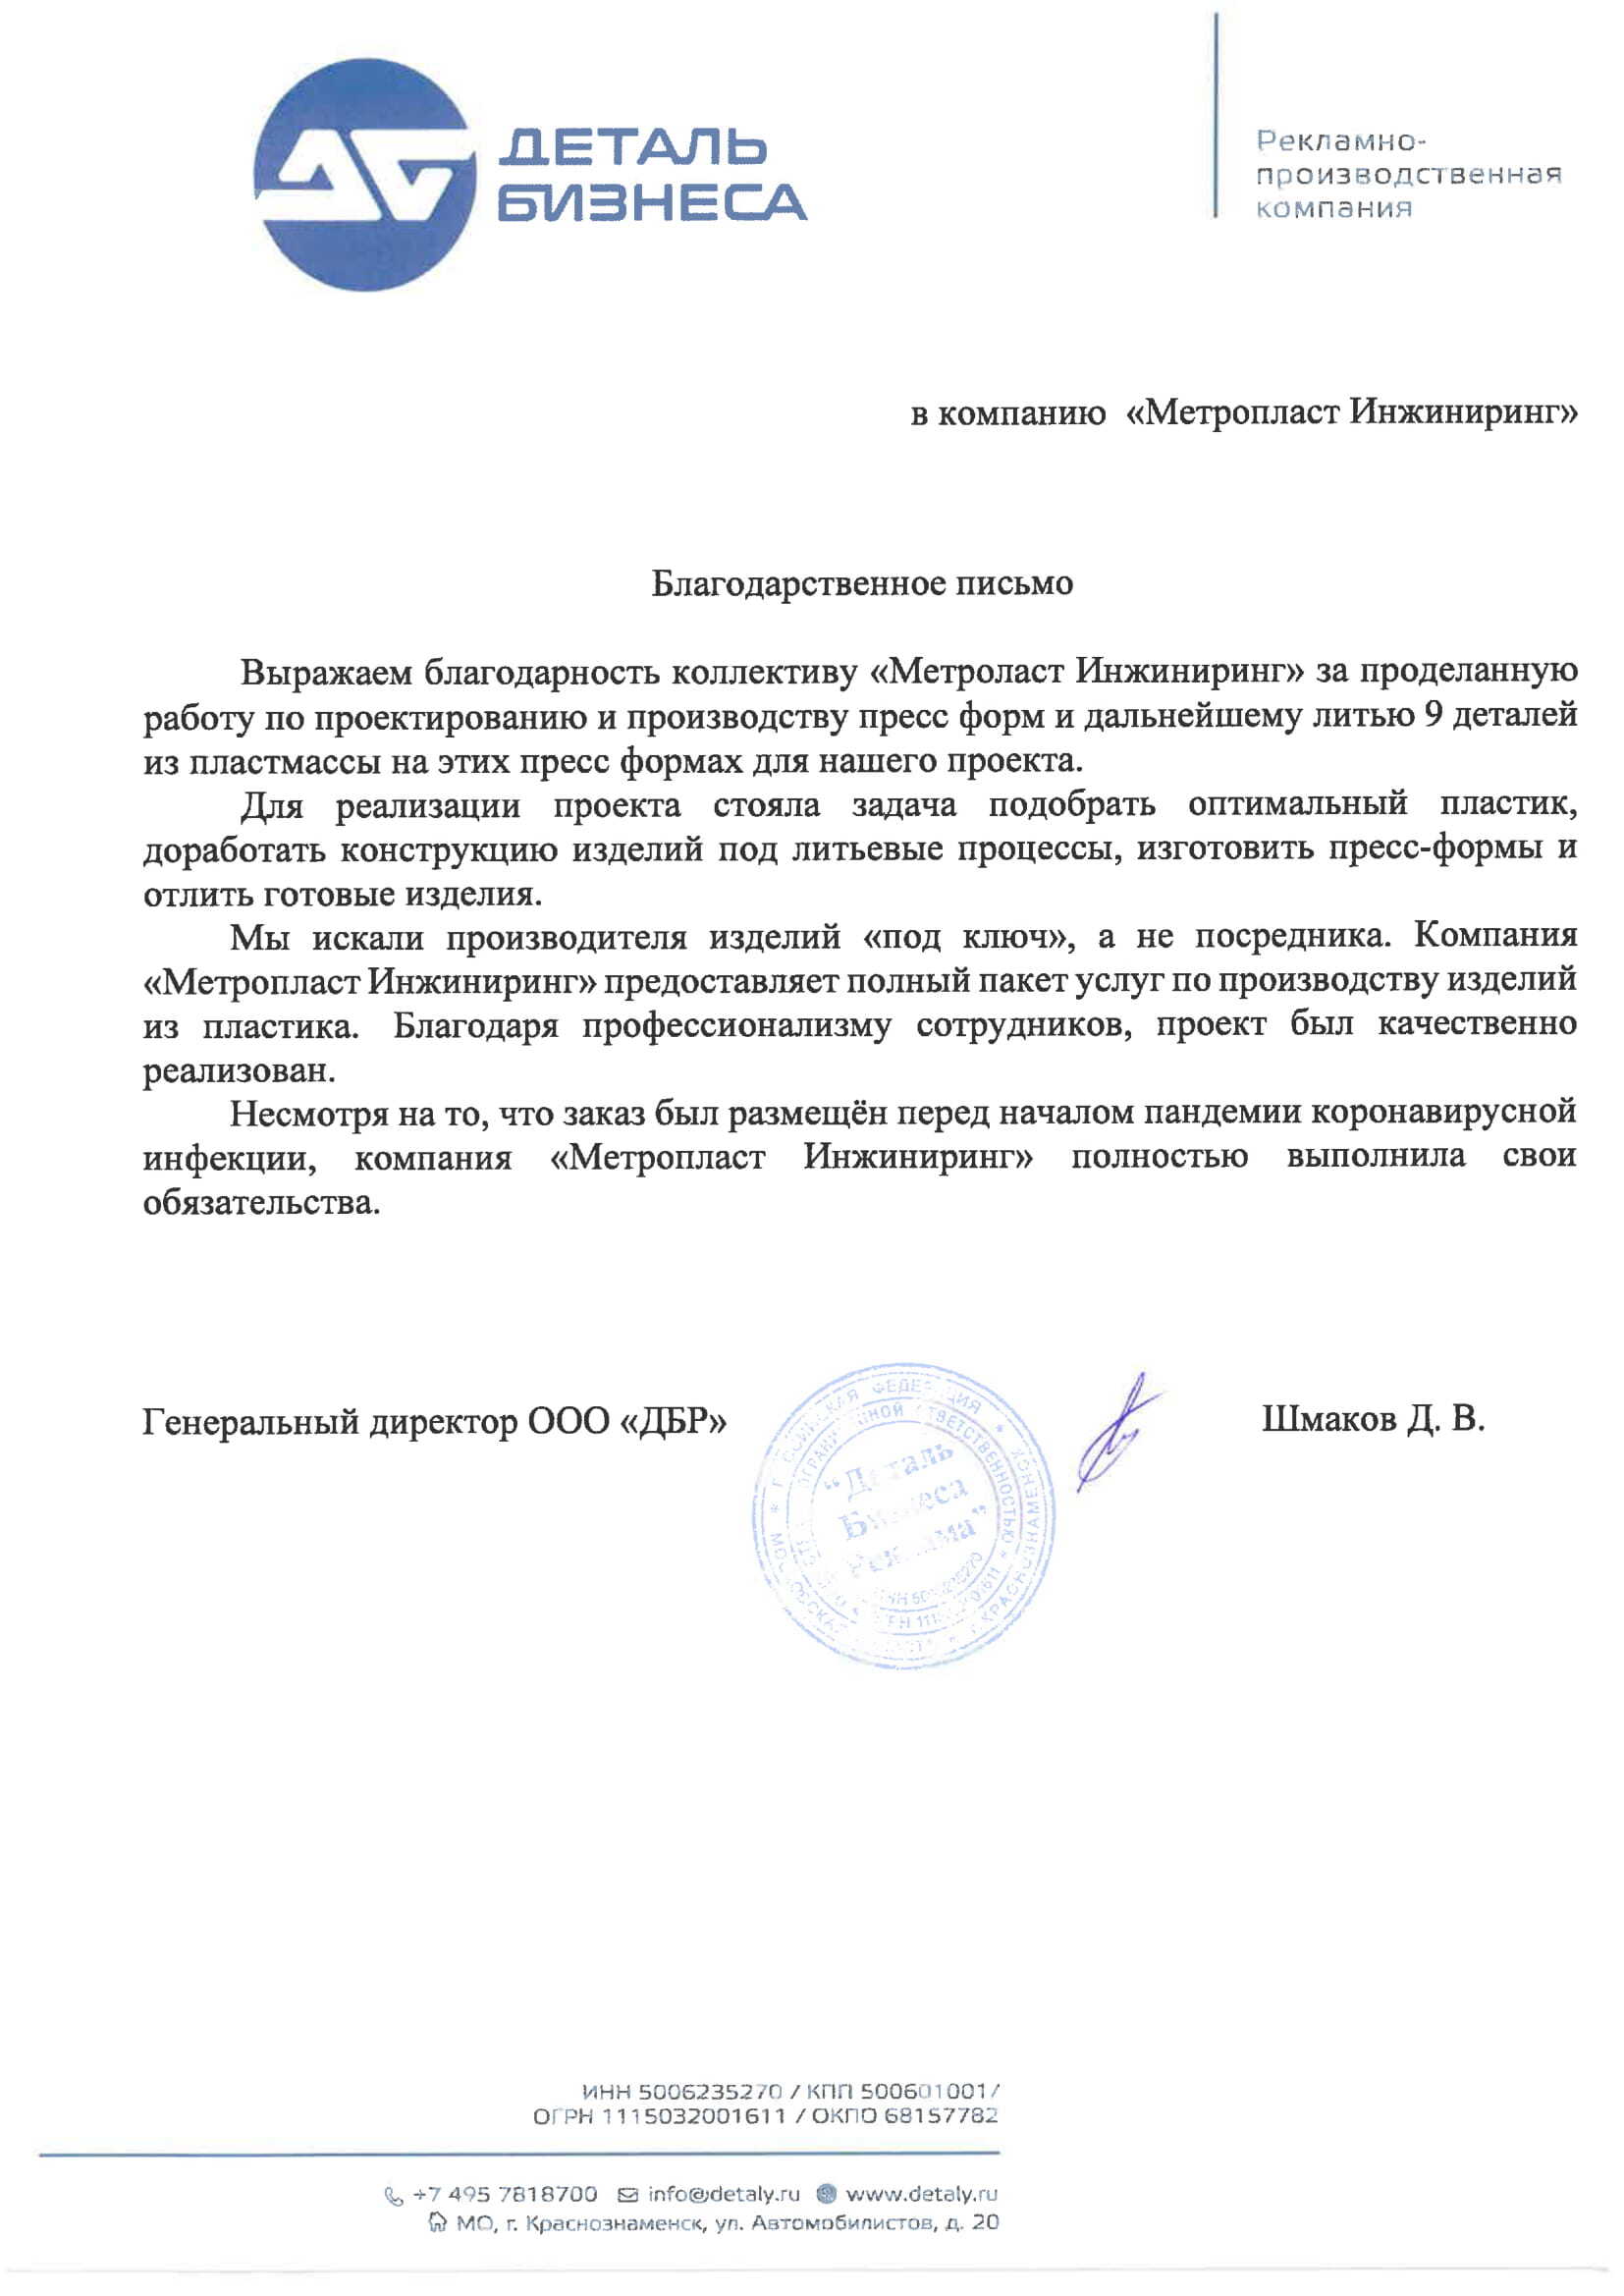 ДЕТАЛЬ
БИЗНЕСА
Рекламно-
производственная
компания
в компанию «Метропласт Инжиниринг»
Благодарственное письмо
Выражаем благодарность коллективу «Метроласт Инжиниринг» за проделанную
работу по проектированию и производству пресс форм и дальнейшему литью 9 деталей
из пластмассы на этих пресс формах для нашего проекта.
Для реализации проекта стояла задача подобрать оптимальный пластик,
доработать конструкцию изделий под литьевые процессы, изготовить пресс-формы и
отлить готовые изделия.
Мы искали производителя изделий «под ключ», а не посредника. Компания
«Метропласт Инжиниринг» предоставляет полный пакет услуг по производству изделий
из пластика. Благодаря профессионализму сотрудников, проект был качественно
реализован.
Несмотря на то, что заказ был размещён перед началом пандемии коронавирусной
инфекции, компания «Метропласт Инжиниринг» полностью выполнила свои
обязательства.
Генеральный директор ООО «ДБР»
Шмаков Д. В.
"Деталь
Бизнеса
Реклама"
ИНН 5006235270 / КПП 500601001/
ОГРН 1115032001611 / ОКПО 68157782
+7 495 7818700 info@detaly.ru www.detaly.ru
МО, г. Краснознаменск, ул. Автомобилистов, д. 20